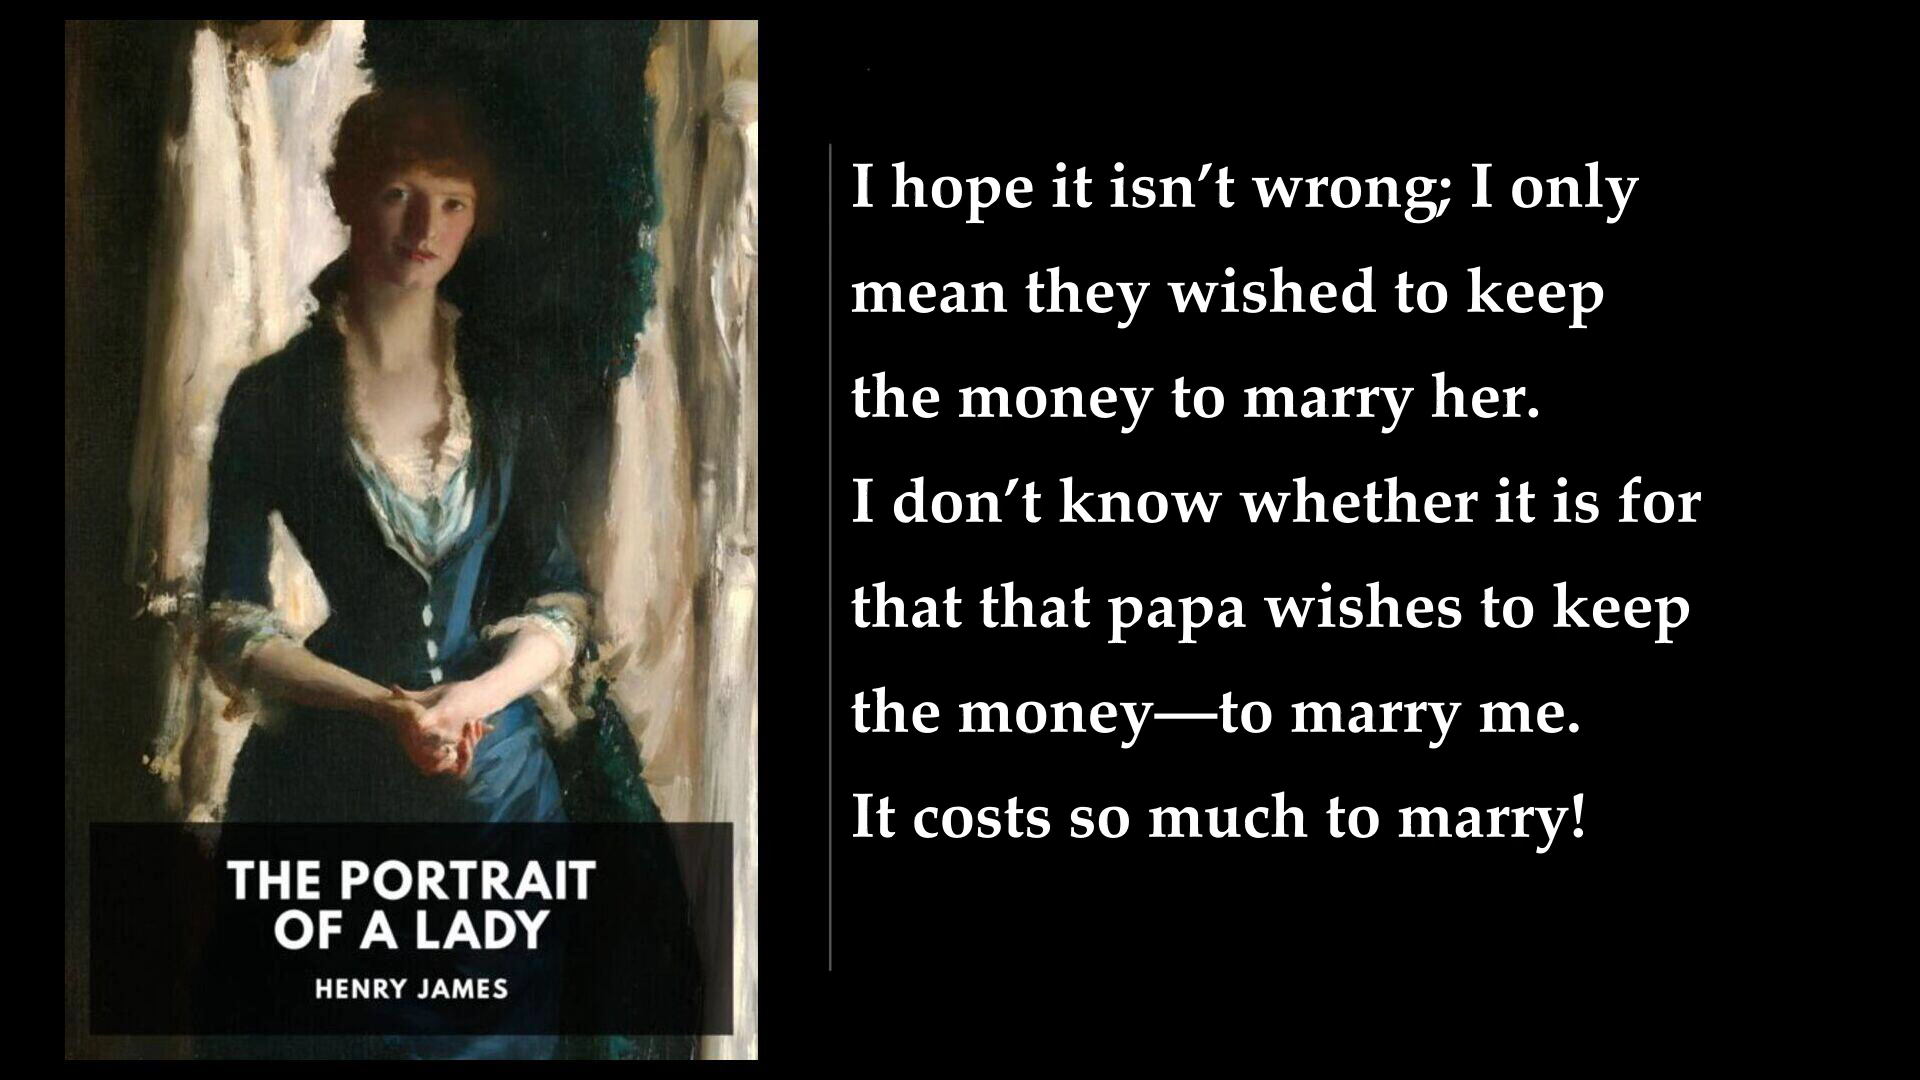 I hope it isn’t wrong; I only
mean they wished to keep
the money to marry her.
I don’t know whether it is for
that that papa wishes to keep
the money—to marry me.
It costs so much to marry!
THE PORTRAIT
OF A LADY
HENRY JAMES